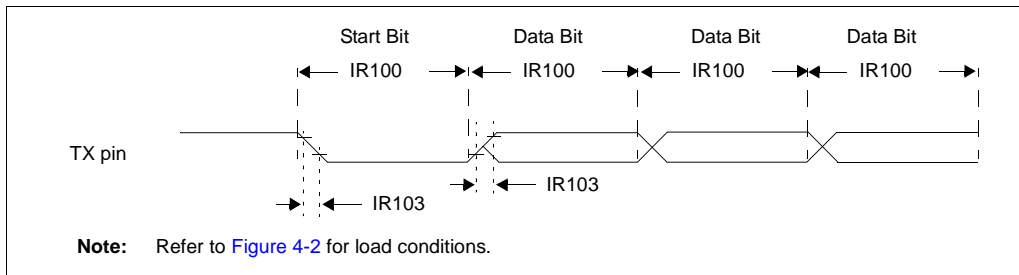 Start Bit Data Bit Data Bit Data Bit
IR100 IR100 IR100 IR100
TX pin
IR103 IR103
Note: Refer to Figure 4-2 for load conditions.